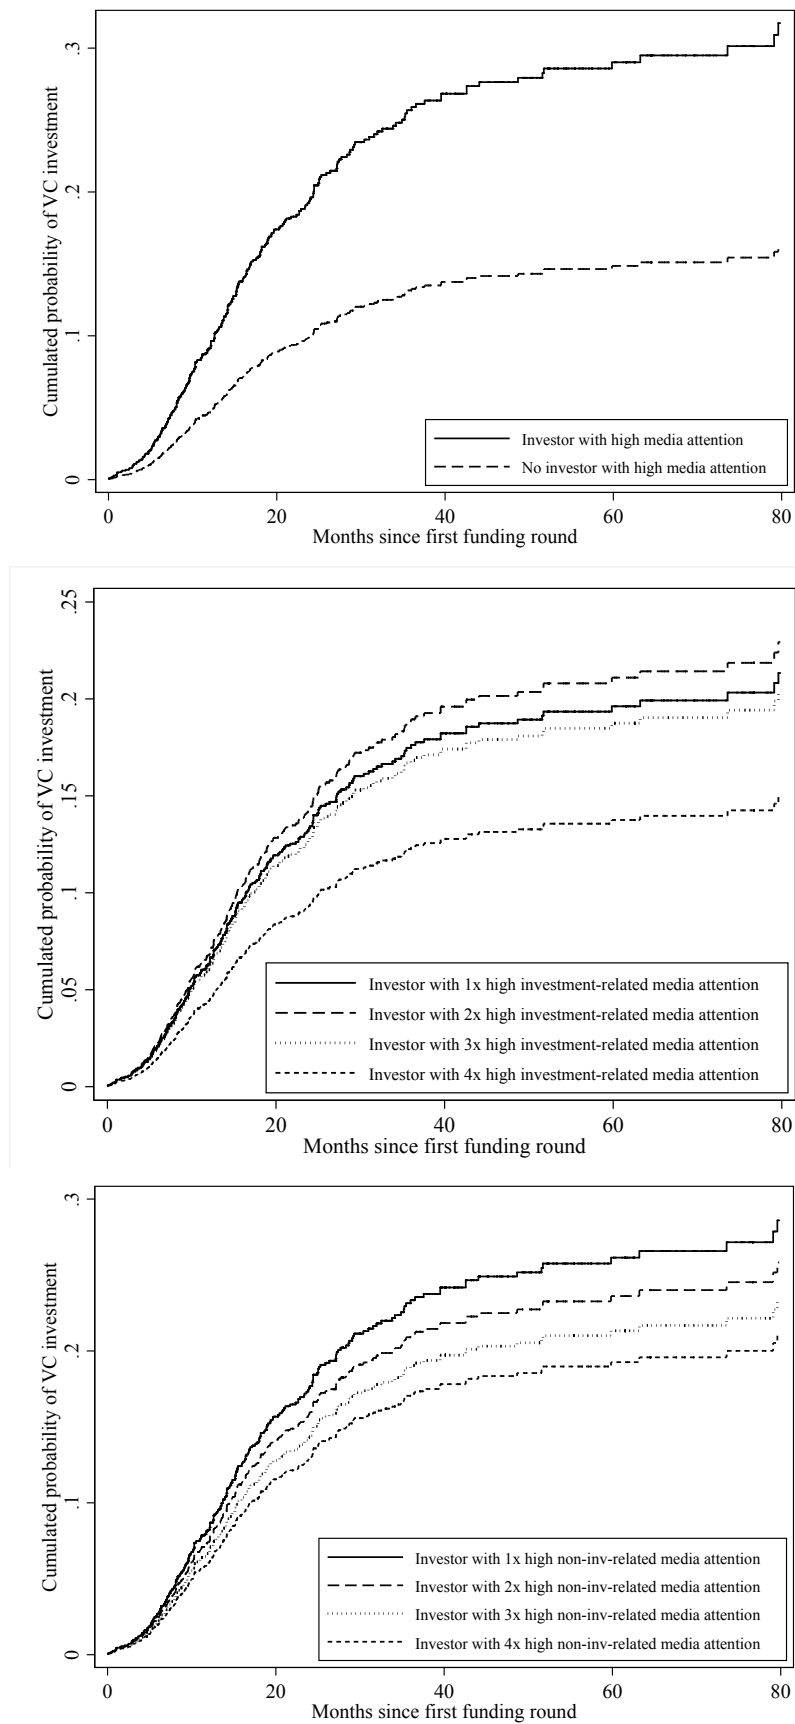 Cumulated probability of VC investment
.3
.2
.1
0
Investor with high media attention
No investor with high media attention
0 20 40 60 80
Months since first funding round
Cumulated probability of VC investment
.25
.2
.15
.1
.05
0
Investor with 1x high investment-related media attention
Investor with 2x high investment-related media attention
Investor with 3x high investment-related media attention
Investor with 4x high investment-related media attention
0 20 40 60 80
Months since first funding round
Cumulated probability of VC investment
.3
.2
.1
0
Investor with 1x high non-inv-related media attention
Investor with 2x high non-inv-related media attention
Investor with 3x high non-inv-related media attention
Investor with 4x high non-inv-related media attention
0 20 40 60 80
Months since first funding round